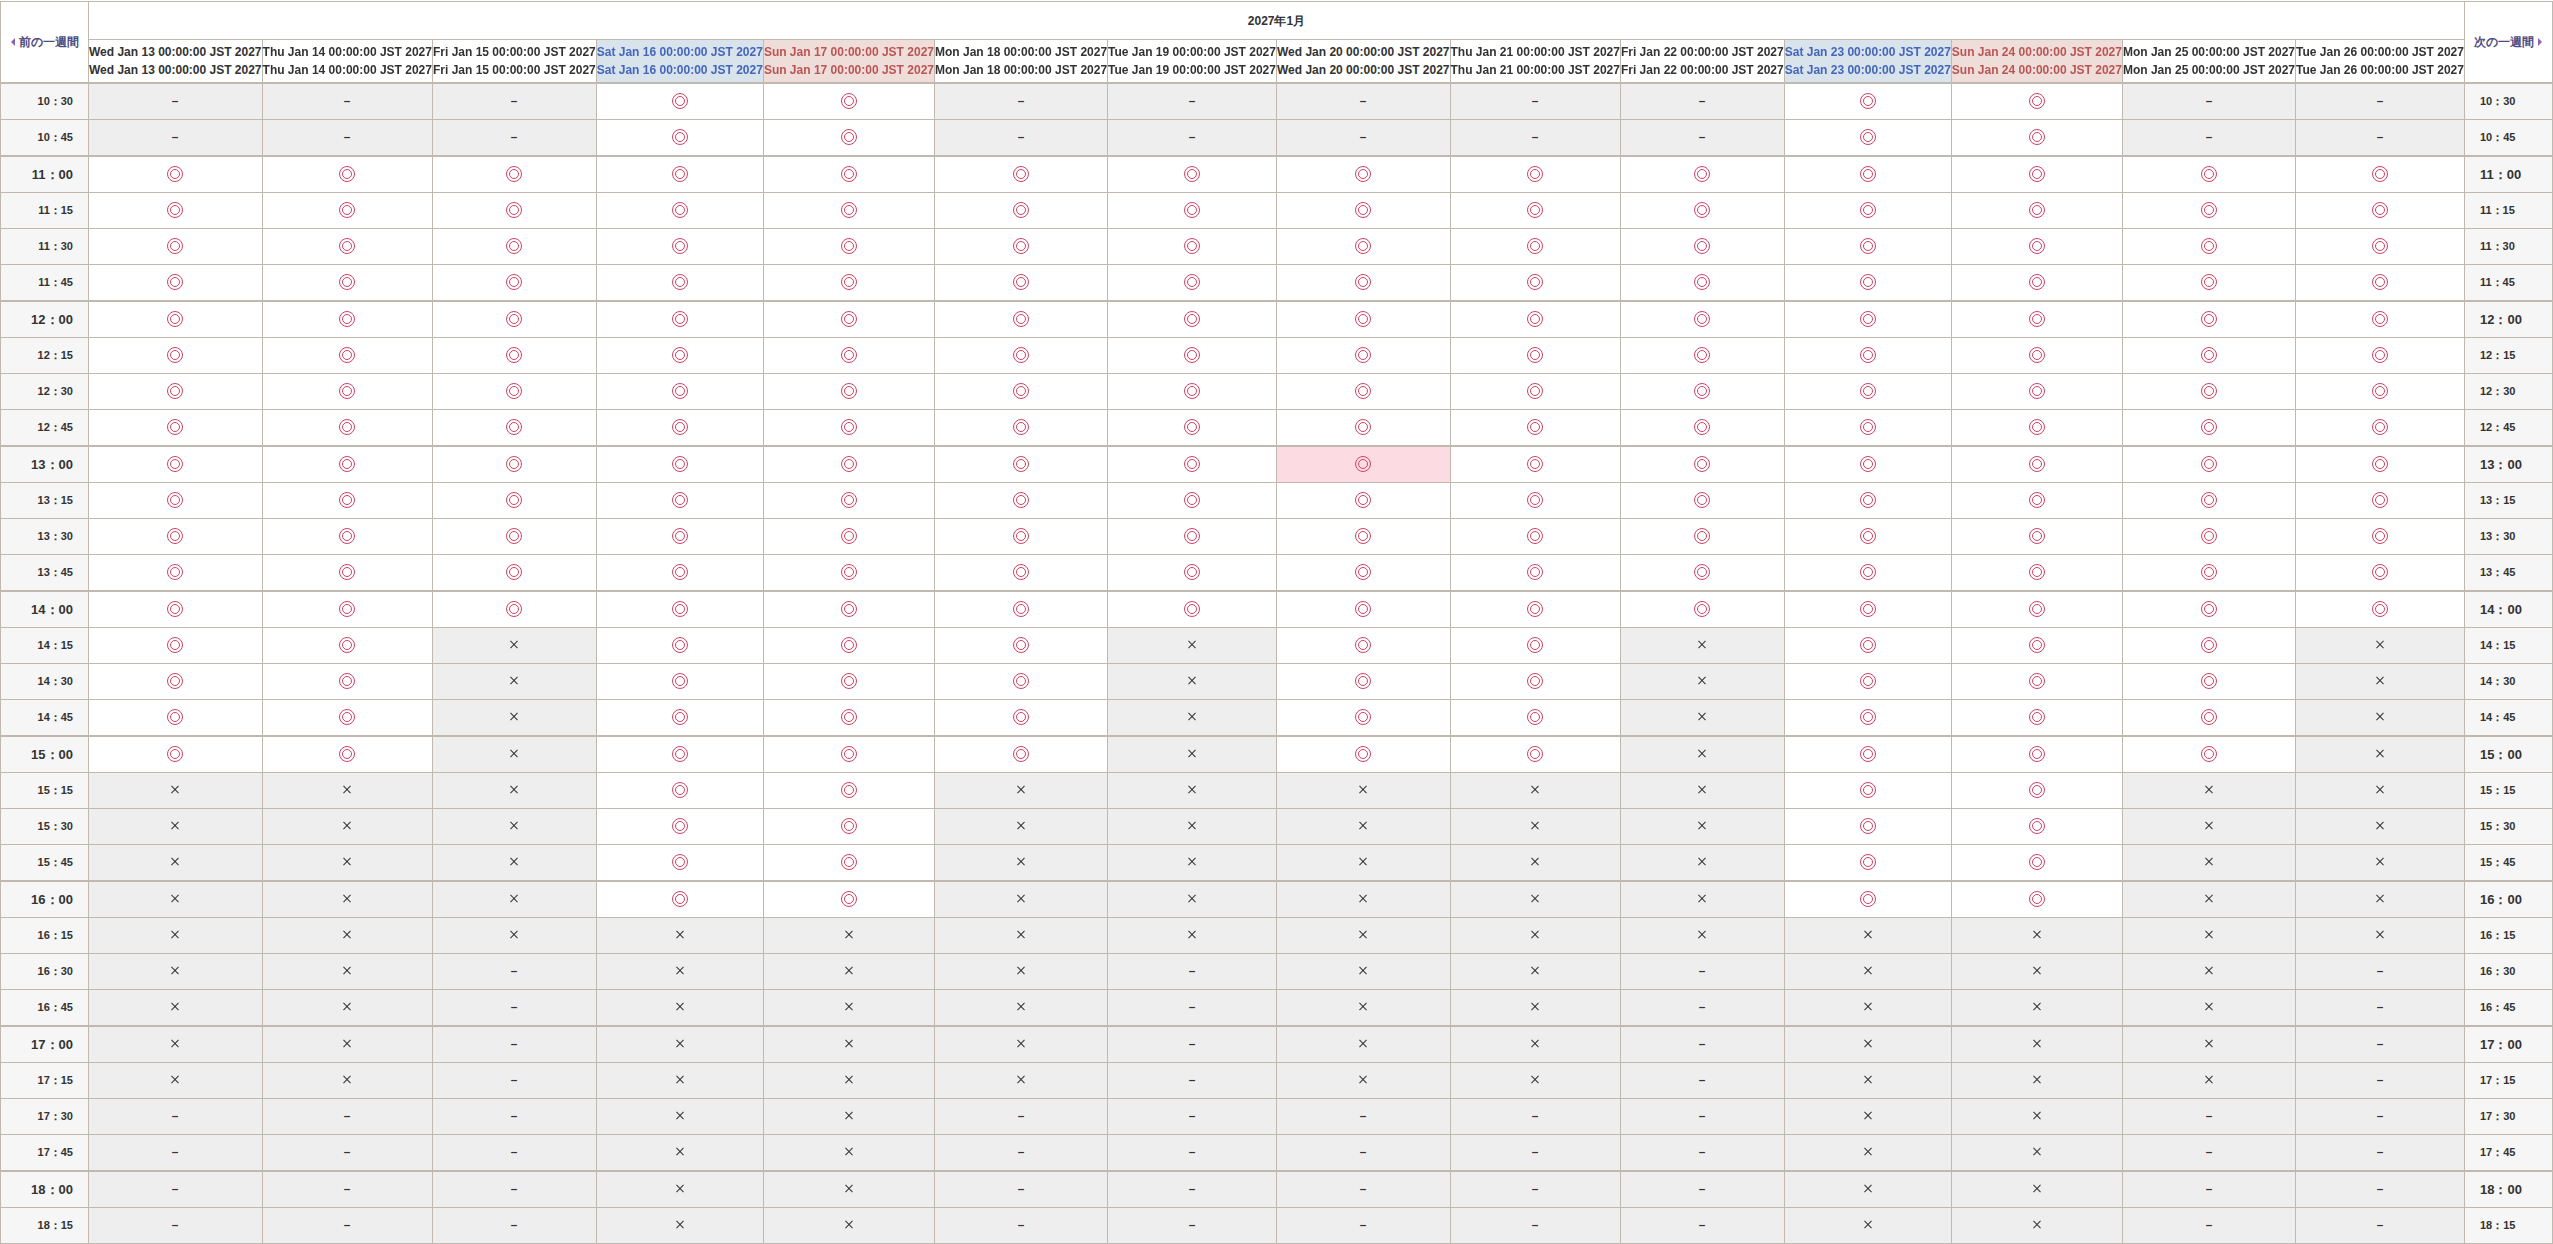 2027年1月
前の一週間 次の一週間
Wed Jan 13 00:00:00 JST 2027 Thu Jan 14 00:00:00 JST 2027 Fri Jan 15 00:00:00 JST 2027 Sat Jan 16 00:00:00 JST 2027 Sun Jan 17 00:00:00 JST 2027 Mon Jan 18 00:00:00 JST 2027 Tue Jan 19 00:00:00 JST 2027 Wed Jan 20 00:00:00 JST 2027 Thu Jan 21 00:00:00 JST 2027 Fri Jan 22 00:00:00 JST 2027 Sat Jan 23 00:00:00 JST 2027 Sun Jan 24 00:00:00 JST 2027 Mon Jan 25 00:00:00 JST 2027 Tue Jan 26 00:00:00 JST 2027
Wed Jan 13 00:00:00 JST 2027 Thu Jan 14 00:00:00 JST 2027 Fri Jan 15 00:00:00 JST 2027 Sat Jan 16 00:00:00 JST 2027 Sun Jan 17 00:00:00 JST 2027 Mon Jan 18 00:00:00 JST 2027 Tue Jan 19 00:00:00 JST 2027 Wed Jan 20 00:00:00 JST 2027 Thu Jan 21 00:00:00 JST 2027 Fri Jan 22 00:00:00 JST 2027 Sat Jan 23 00:00:00 JST 2027 Sun Jan 24 00:00:00 JST 2027 Mon Jan 25 00:00:00 JST 2027 Tue Jan 26 00:00:00 JST 2027
10：30 – – – ◎ ◎ – – – – – ◎ ◎ – – 10：30
10：45 – – – ◎ ◎ – – – – – ◎ ◎ – – 10：45
11：00 ◎ ◎ ◎ ◎ ◎ ◎ ◎ ◎ ◎ ◎ ◎ ◎ ◎ ◎ 11：00
11：15 ◎ ◎ ◎ ◎ ◎ ◎ ◎ ◎ ◎ ◎ ◎ ◎ ◎ ◎ 11：15
11：30 ◎ ◎ ◎ ◎ ◎ ◎ ◎ ◎ ◎ ◎ ◎ ◎ ◎ ◎ 11：30
11：45 ◎ ◎ ◎ ◎ ◎ ◎ ◎ ◎ ◎ ◎ ◎ ◎ ◎ ◎ 11：45
12：00 ◎ ◎ ◎ ◎ ◎ ◎ ◎ ◎ ◎ ◎ ◎ ◎ ◎ ◎ 12：00
12：15 ◎ ◎ ◎ ◎ ◎ ◎ ◎ ◎ ◎ ◎ ◎ ◎ ◎ ◎ 12：15
12：30 ◎ ◎ ◎ ◎ ◎ ◎ ◎ ◎ ◎ ◎ ◎ ◎ ◎ ◎ 12：30
12：45 ◎ ◎ ◎ ◎ ◎ ◎ ◎ ◎ ◎ ◎ ◎ ◎ ◎ ◎ 12：45
13：00 ◎ ◎ ◎ ◎ ◎ ◎ ◎ ◎ ◎ ◎ ◎ ◎ ◎ ◎ 13：00
13：15 ◎ ◎ ◎ ◎ ◎ ◎ ◎ ◎ ◎ ◎ ◎ ◎ ◎ ◎ 13：15
13：30 ◎ ◎ ◎ ◎ ◎ ◎ ◎ ◎ ◎ ◎ ◎ ◎ ◎ ◎ 13：30
13：45 ◎ ◎ ◎ ◎ ◎ ◎ ◎ ◎ ◎ ◎ ◎ ◎ ◎ ◎ 13：45
14：00 ◎ ◎ ◎ ◎ ◎ ◎ ◎ ◎ ◎ ◎ ◎ ◎ ◎ ◎ 14：00
14：15 ◎ ◎ × ◎ ◎ ◎ × ◎ ◎ × ◎ ◎ ◎ × 14：15
14：30 ◎ ◎ × ◎ ◎ ◎ × ◎ ◎ × ◎ ◎ ◎ × 14：30
14：45 ◎ ◎ × ◎ ◎ ◎ × ◎ ◎ × ◎ ◎ ◎ × 14：45
15：00 ◎ ◎ × ◎ ◎ ◎ × ◎ ◎ × ◎ ◎ ◎ × 15：00
15：15 × × × ◎ ◎ × × × × × ◎ ◎ × × 15：15
15：30 × × × ◎ ◎ × × × × × ◎ ◎ × × 15：30
15：45 × × × ◎ ◎ × × × × × ◎ ◎ × × 15：45
16：00 × × × ◎ ◎ × × × × × ◎ ◎ × × 16：00
16：15 × × × × × × × × × × × × × × 16：15
16：30 × × – × × × – × × – × × × – 16：30
16：45 × × – × × × – × × – × × × – 16：45
17：00 × × – × × × – × × – × × × – 17：00
17：15 × × – × × × – × × – × × × – 17：15
17：30 – – – × × – – – – – × × – – 17：30
17：45 – – – × × – – – – – × × – – 17：45
18：00 – – – × × – – – – – × × – – 18：00
18：15 – – – × × – – – – – × × – – 18：15